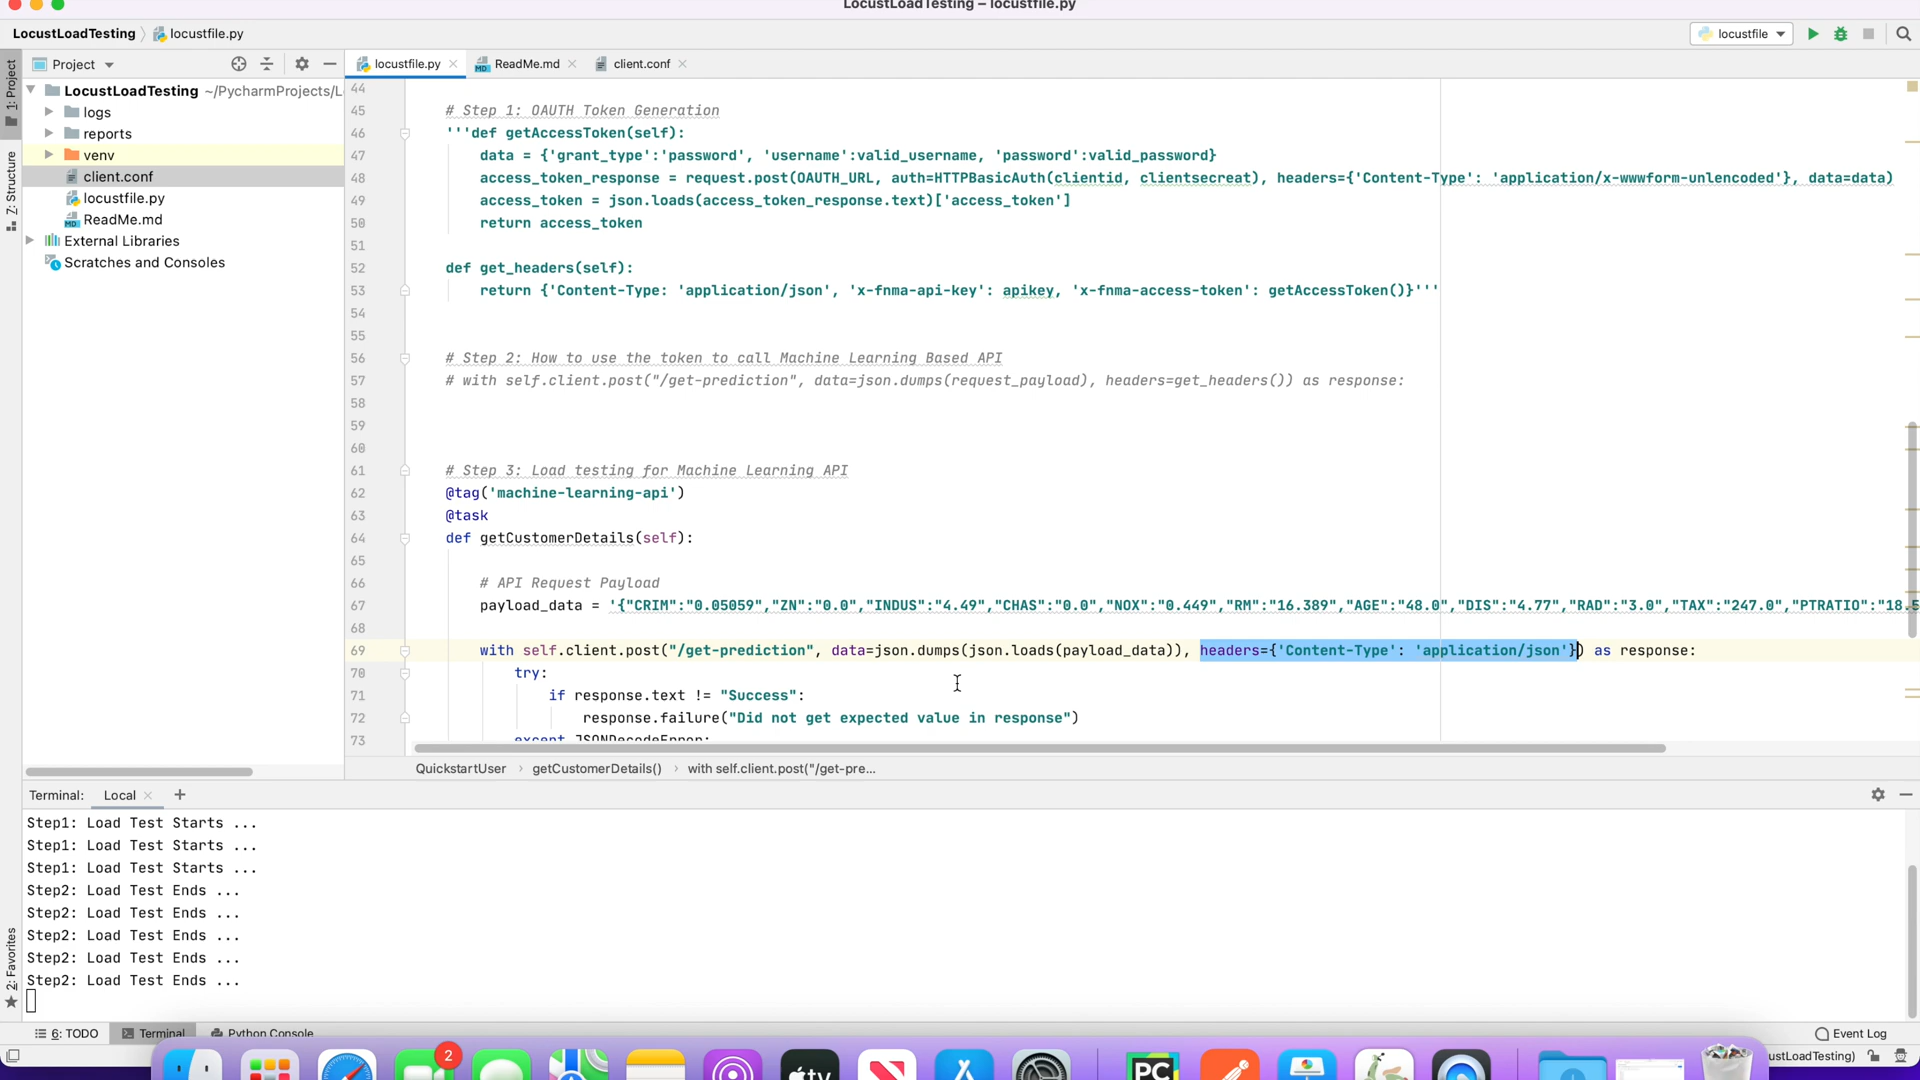 LocustLoadTesting – locustfile.py
LocustLoadTesting locustfile.py locustfile
1: Project
Project locustfile.py ReadMe.md client.conf
LocustLoadTesting ~/PycharmProjects/L
logs
reports
venv
client.conf
locustfile.py
ReadMe.md
External Libraries
Scratches and Consoles
Z: Structure
2: Favorites
44
45 # Step 1: OAUTH Token Generation
46 '''def getAccessToken(self):
47 data = {'grant_type':'password', 'username':valid_username, 'password':valid_password}
48 access_token_response = request.post(OAUTH_URL, auth=HTTPBasicAuth(clientid, clientsecreat), headers={'Content-Type': 'application/x-wwwform-unlencoded'}, data=data)
49 access_token = json.loads(access_token_response.text)['access_token']
50 return access_token
51
52 def get_headers(self):
53 return {'Content-Type: 'application/json', 'x-fnma-api-key': apikey, 'x-fnma-access-token': getAccessToken()}'''
54
55
56 # Step 2: How to use the token to call Machine Learning Based API
57 # with self.client.post("/get-prediction", data=json.dumps(request_payload), headers=get_headers()) as response:
58
59
60
61 # Step 3: Load testing for Machine Learning API
62 @tag('machine-learning-api')
63 @task
64 def getCustomerDetails(self):
65
66 # API Request Payload
67 payload_data = '{"CRIM":"0.05059","ZN":"0.0","INDUS":"4.49","CHAS":"0.0","NOX":"0.449","RM":"16.389","AGE":"48.0","DIS":"4.77","RAD":"3.0","TAX":"247.0","PTRATIO":"18.5
68
69 with self.client.post("/get-prediction", data=json.dumps(json.loads(payload_data)), headers={'Content-Type': 'application/json'}) as response:
70 try:
71 if response.text != "Success":
72 response.failure("Did not get expected value in response")
73 except JSONDecodeError:
QuickstartUser getCustomerDetails() with self.client.post("/get-pre...
Terminal: Local +
Step1: Load Test Starts ...
Step1: Load Test Starts ...
Step1: Load Test Starts ...
Step2: Load Test Ends ...
Step2: Load Test Ends ...
Step2: Load Test Ends ...
Step2: Load Test Ends ...
Step2: Load Test Ends ...
6: TODO Terminal Python Console Event Log
ustLoadTesting)
2
tv
PC